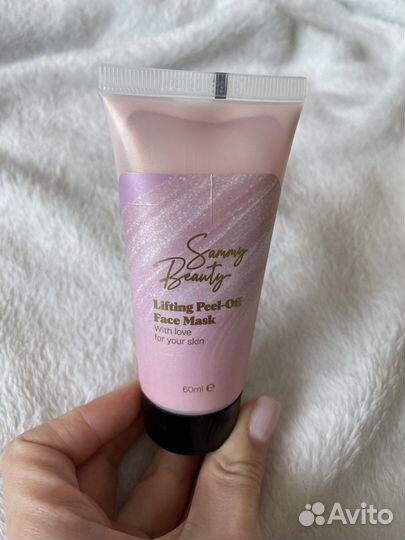 Sammy
Beauty
Lifting Peel-Off
Face Mask
With love
for your skin
60ml e
Avito